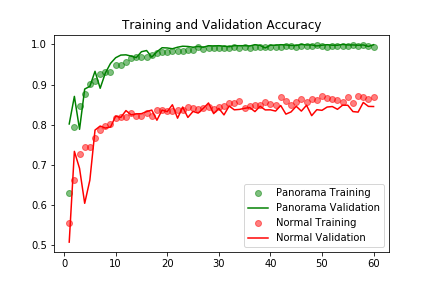 Training and Validation Accuracy
1.0
0.9
0.8
0.7
0.6
0.5
Panorama Training
Panorama Validation
Normal Training
Normal Validation
0 10 20 30 40 50 60